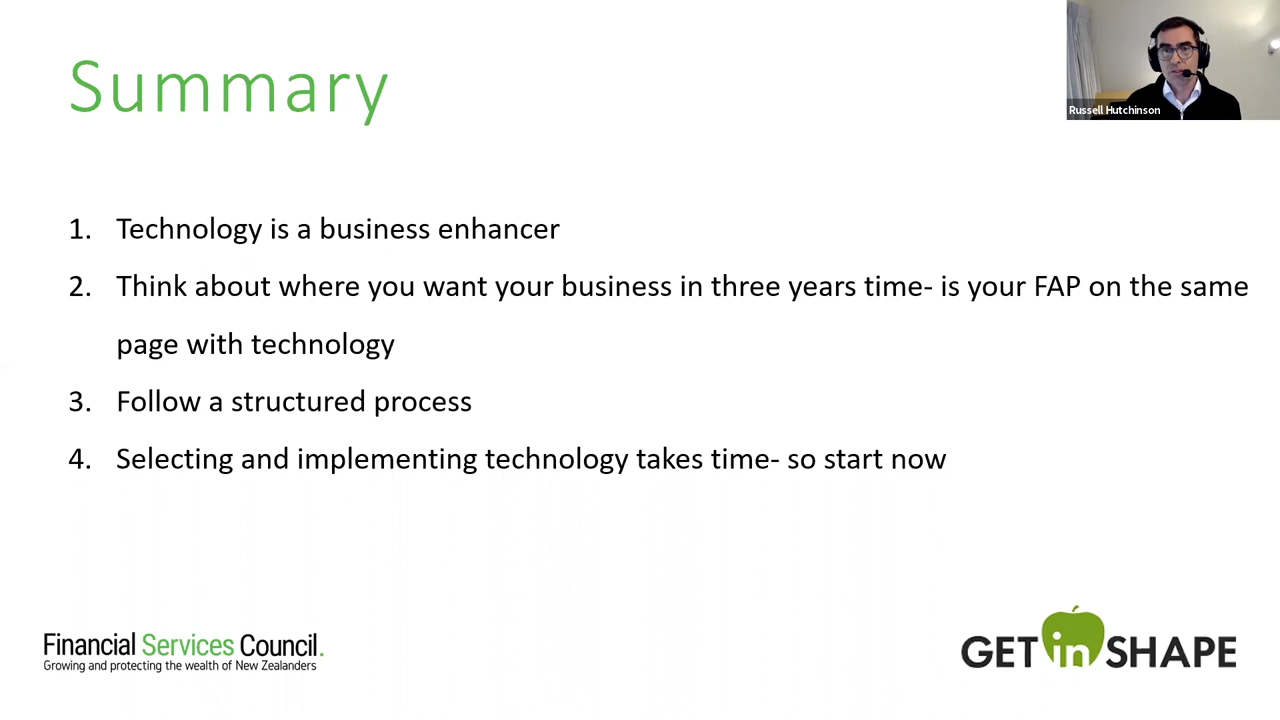 Summary
Russell Hutchinson
1. Technology is a business enhancer
2. Think about where you want your business in three years time- is your FAP on the same
page with technology
3. Follow a structured process
4. Selecting and implementing technology takes time- so start now
Financial Services Council.
Growing and protecting the wealth of New Zealanders
GET in SHAPE